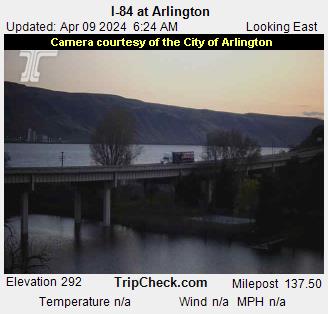 I-84 at Arlington
Updated: Apr 09 2024 6:24 AM Looking East
Camera courtesy of the City of Arlington
Elevation 292 TripCheck.com Milepost 137.50
Temperature n/a Wind n/a MPH n/a